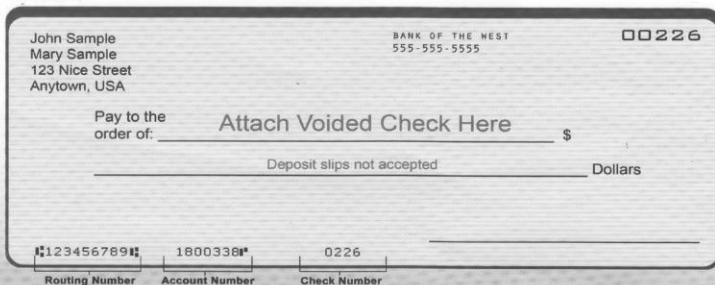 John Sample
Mary Sample
123 Nice Street
Anytown, USA
BANK OF THE WEST
555-555-5555
00226
Pay to the
order of:
Attach Voided Check Here
$
Deposit slips not accepted
Dollars
⑆123456789⑆ 1800338⑈ 0226
Routing Number Account Number Check Number